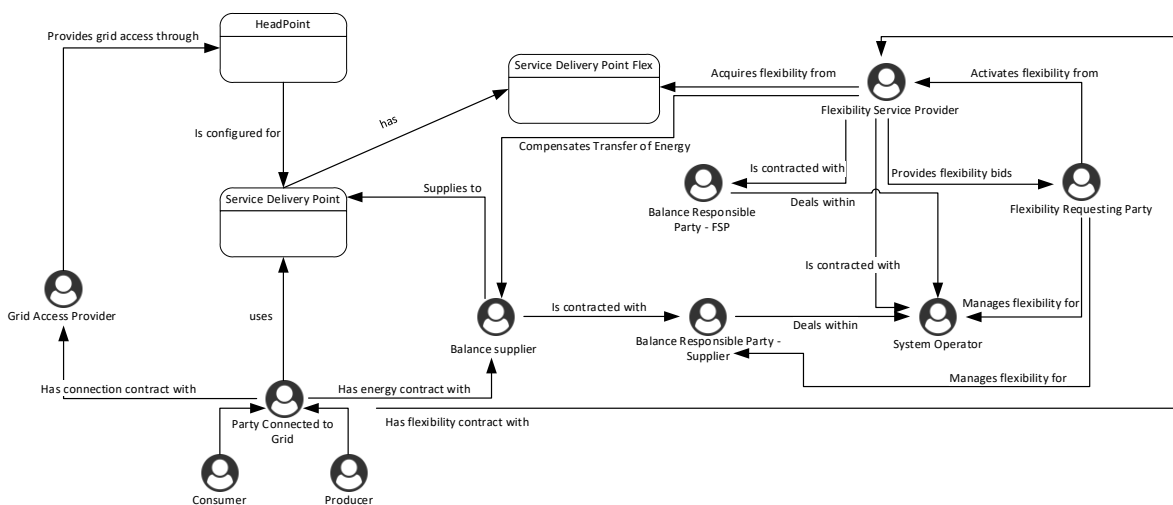 HeadPoint
Provides grid access through
Service Delivery Point Flex
Acquires flexibility from
Activates flexibility from
Flexibility Service Provider
has
Is configured for
Compensates Transfer of Energy
Is contracted with
Provides flexibility bids
Supplies to
Service Delivery Point
Balance Responsible
Party - FSP
Deals within
Flexibility Requesting Party
Is contracted with
Grid Access Provider
uses
Is contracted with
Manages flexibility for
Deals within
Balance supplier
Balance Responsible Party -
Supplier
System Operator
Has connection contract with
Has energy contract with
Manages flexibility for
Party Connected to
Grid
Has flexibility contract with
Consumer
Producer